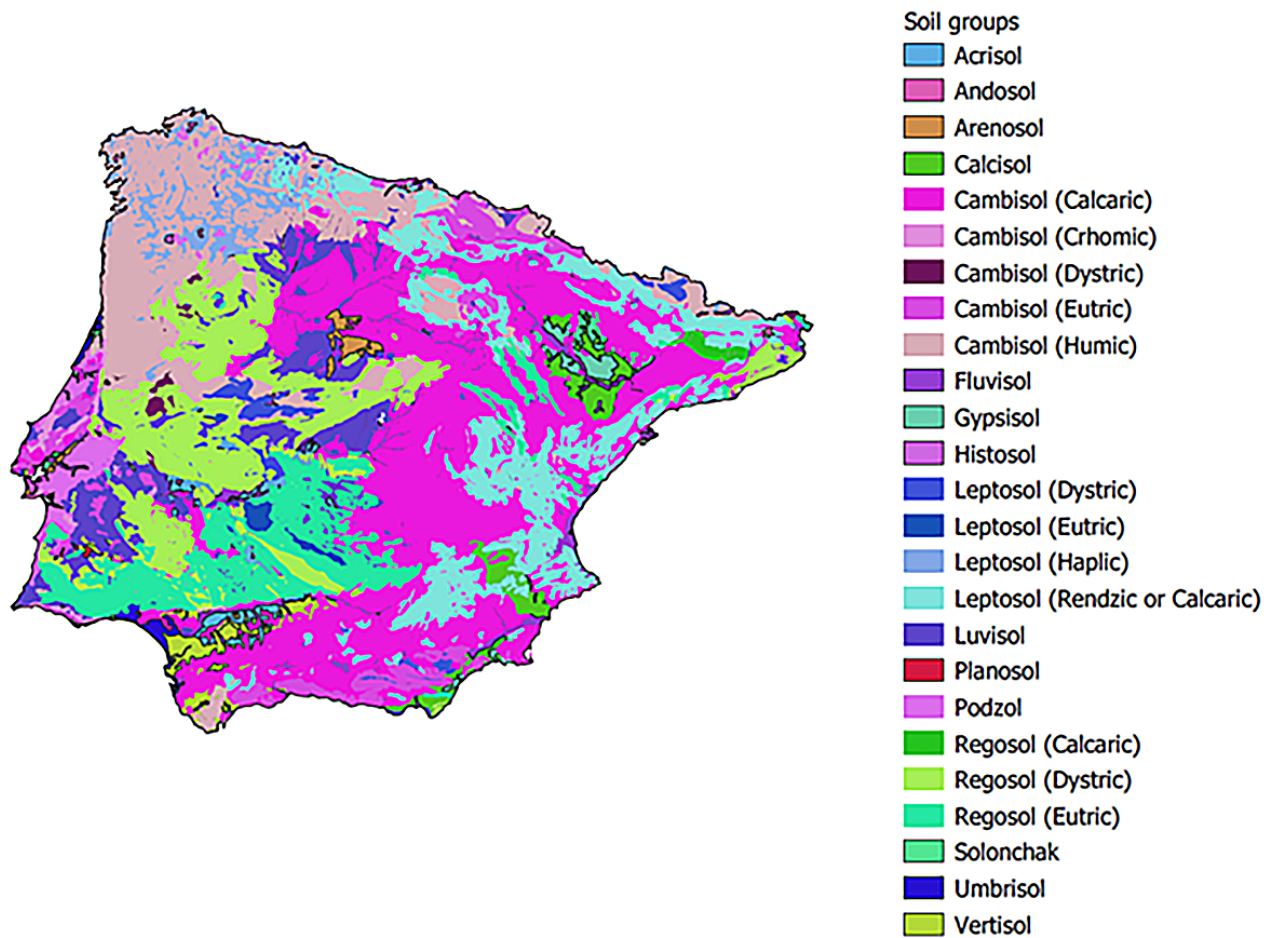 Soil groups
Acrisol
Andosol
Arenosol
Calcisol
Cambisol (Calcaric)
Cambisol (Crhomic)
Cambisol (Dystric)
Cambisol (Eutric)
Cambisol (Humic)
Fluvisol
Gypsisol
Histosol
Leptosol (Dystric)
Leptosol (Eutric)
Leptosol (Haplic)
Leptosol (Rendzic or Calcaric)
Luvisol
Planosol
Podzol
Regosol (Calcaric)
Regosol (Dystric)
Regosol (Eutric)
Solonchak
Umbrisol
Vertisol